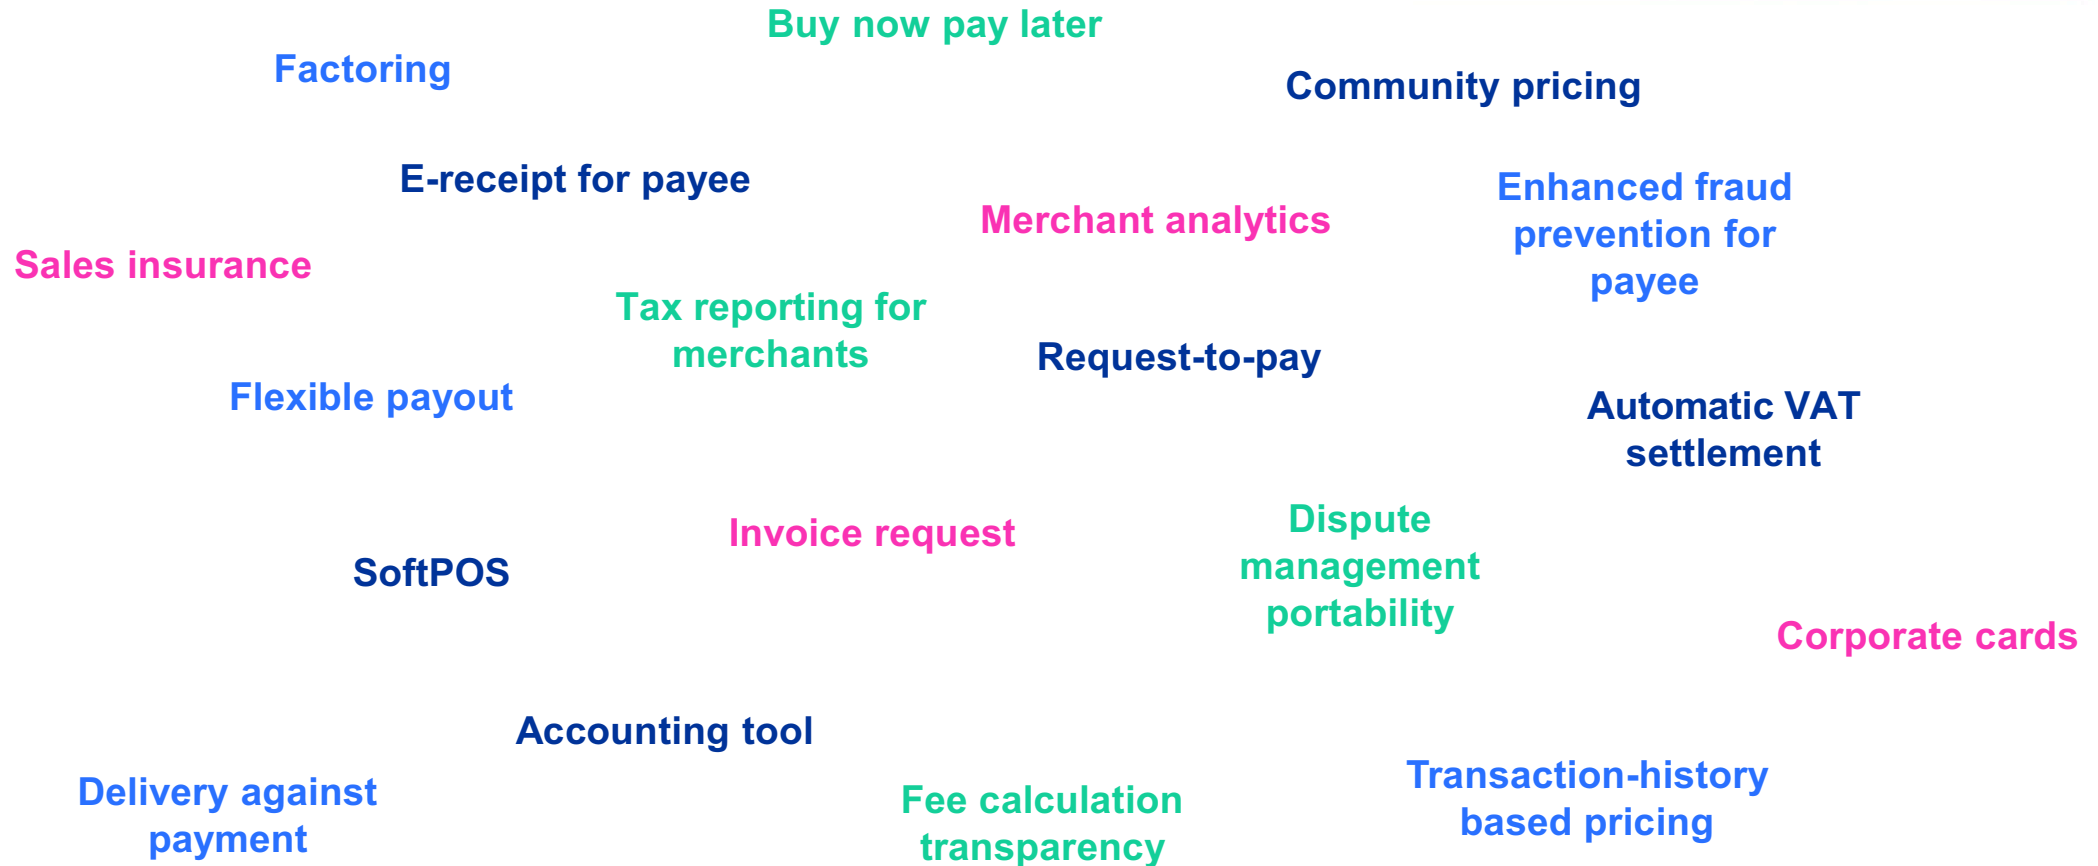 Buy now pay later
Factoring
Community pricing
E-receipt for payee
Enhanced fraud
prevention for
payee
Merchant analytics
Sales insurance
Tax reporting for
merchants
Request-to-pay
Flexible payout
Automatic VAT
settlement
Invoice request
Dispute
management
portability
SoftPOS
Corporate cards
Accounting tool
Delivery against
payment
Fee calculation
transparency
Transaction-history
based pricing